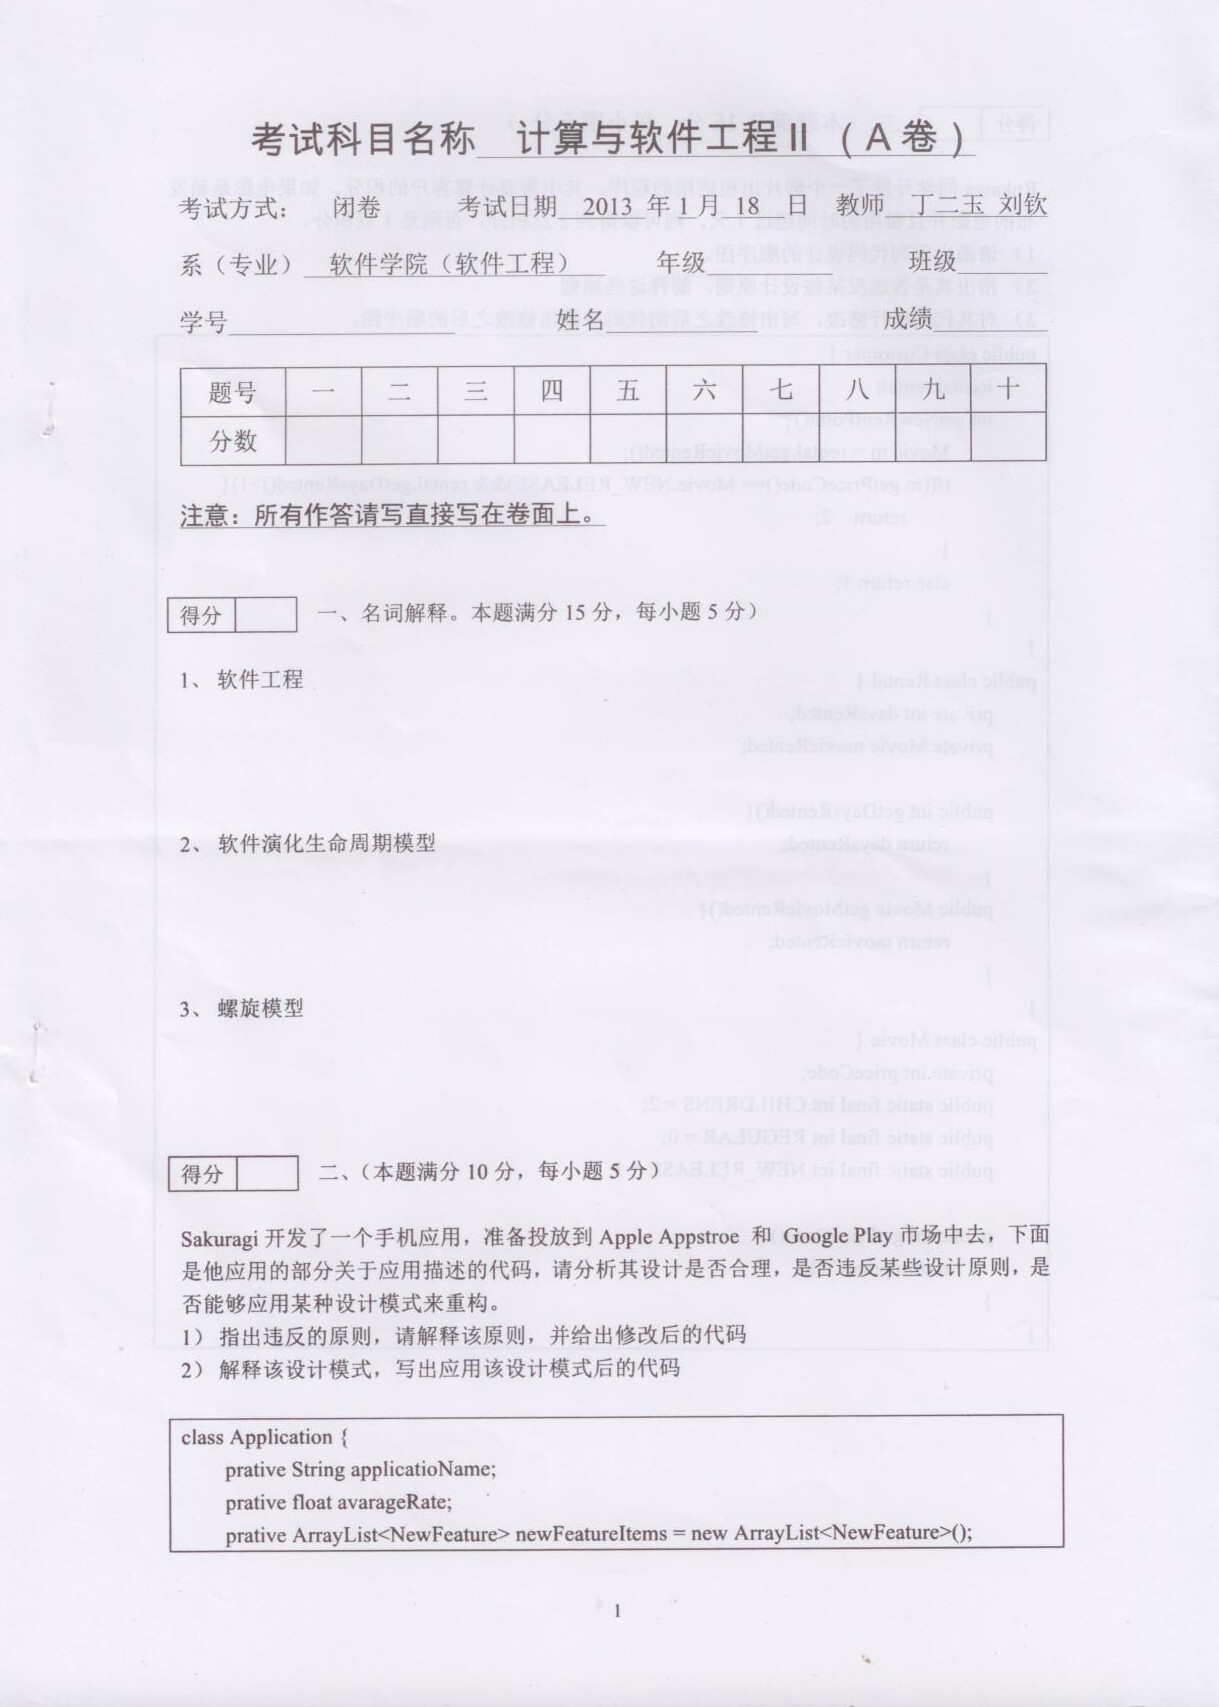 考试科目名称 计算与软件工程II (A卷)
考试方式: 闭卷 考试日期 2013 年 1 月 18 日 教师 丁二玉 刘钦
系(专业) 软件学院(软件工程) 年级 班级
学号 姓名 成绩
题号 一 二 三 四 五 六 七 八 九 十
分数
注意:所有作答请写直接写在卷面上。
得分 一、名词解释。本题满分 15 分,每小题 5 分)
1、 软件工程
2、 软件演化生命周期模型
3、 螺旋模型
得分 二、(本题满分 10 分,每小题 5 分)
Sakuragi 开发了一个手机应用,准备投放到 Apple Appstroe 和 Google Play 市场中去,下面
是他应用的部分关于应用描述的代码,请分析其设计是否合理,是否违反某些设计原则,是
否能够应用某种设计模式来重构。
1) 指出违反的原则,请解释该原则,并给出修改后的代码
2) 解释该设计模式,写出应用该设计模式后的代码
class Application {
prative String applicatioName;
prative float avarageRate;
prative ArrayList<NewFeature> newFeatureItems = new ArrayList<NewFeature>();
1